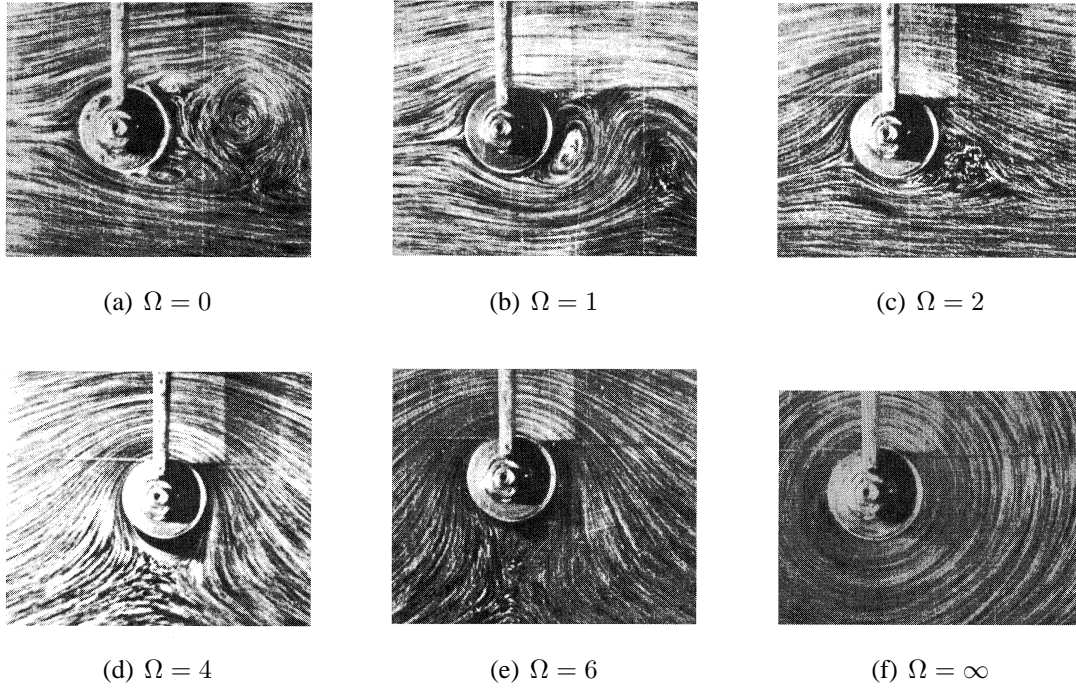 (a) Ω = 0
(b) Ω = 1
(c) Ω = 2
(d) Ω = 4
(e) Ω = 6
(f) Ω = ∞